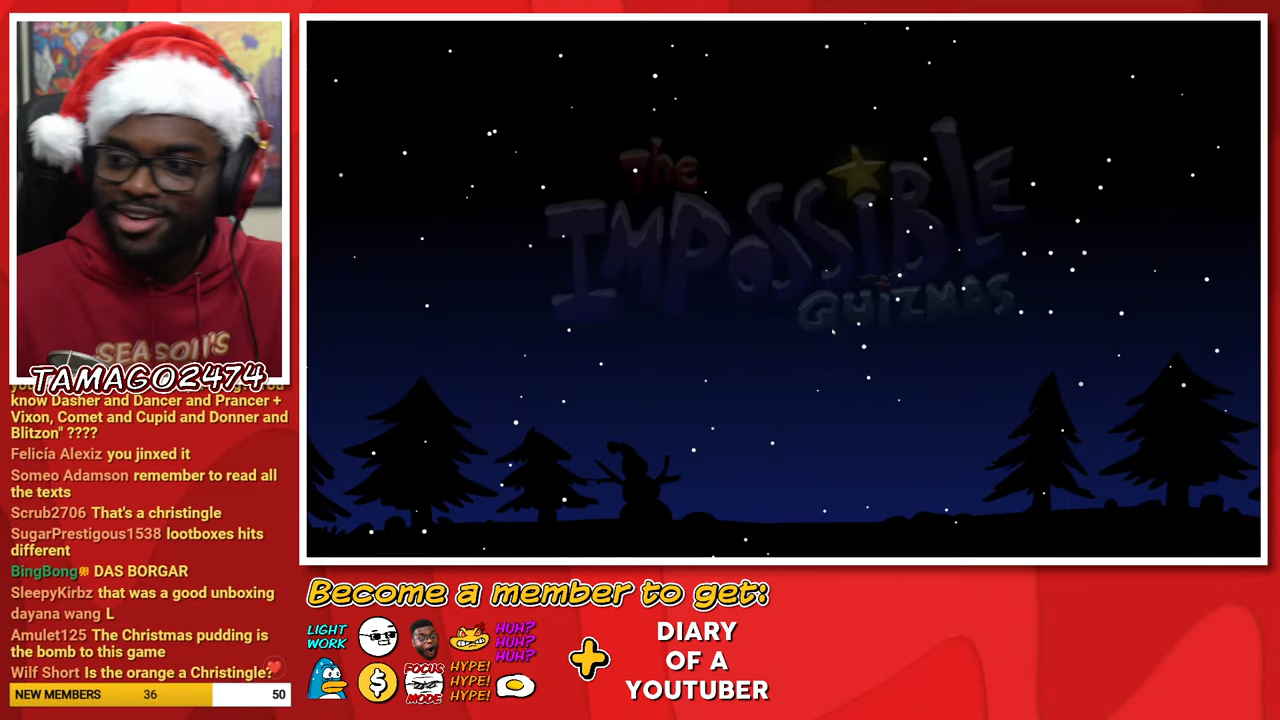 SEASON'S
TAMAGO2474
know Dasher and Dancer and Prancer +
Vixon, Comet and Cupid and Donner and
Blitzon" ????
Felicía Alexiz you jinxed it
Someo Adamson remember to read all
the texts
Scrub2706 That's a christingle
SugarPrestigous1538 lootboxes hits
different
BingBong DAS BORGAR
SleepyKirbz that was a good unboxing
dayana wang L
Amulet125 The Christmas pudding is
the bomb to this game
Wilf Short Is the orange a Christingle?
NEW MEMBERS 36 50
The
IMPOSSIBLE
QUIZMAS
Become a member to get:
LIGHT
WORK
HUH?
HUH?
HUH?
$
FOCUS
MODE
HYPE!
HYPE!
HYPE!
DIARY
OF A
YOUTUBER